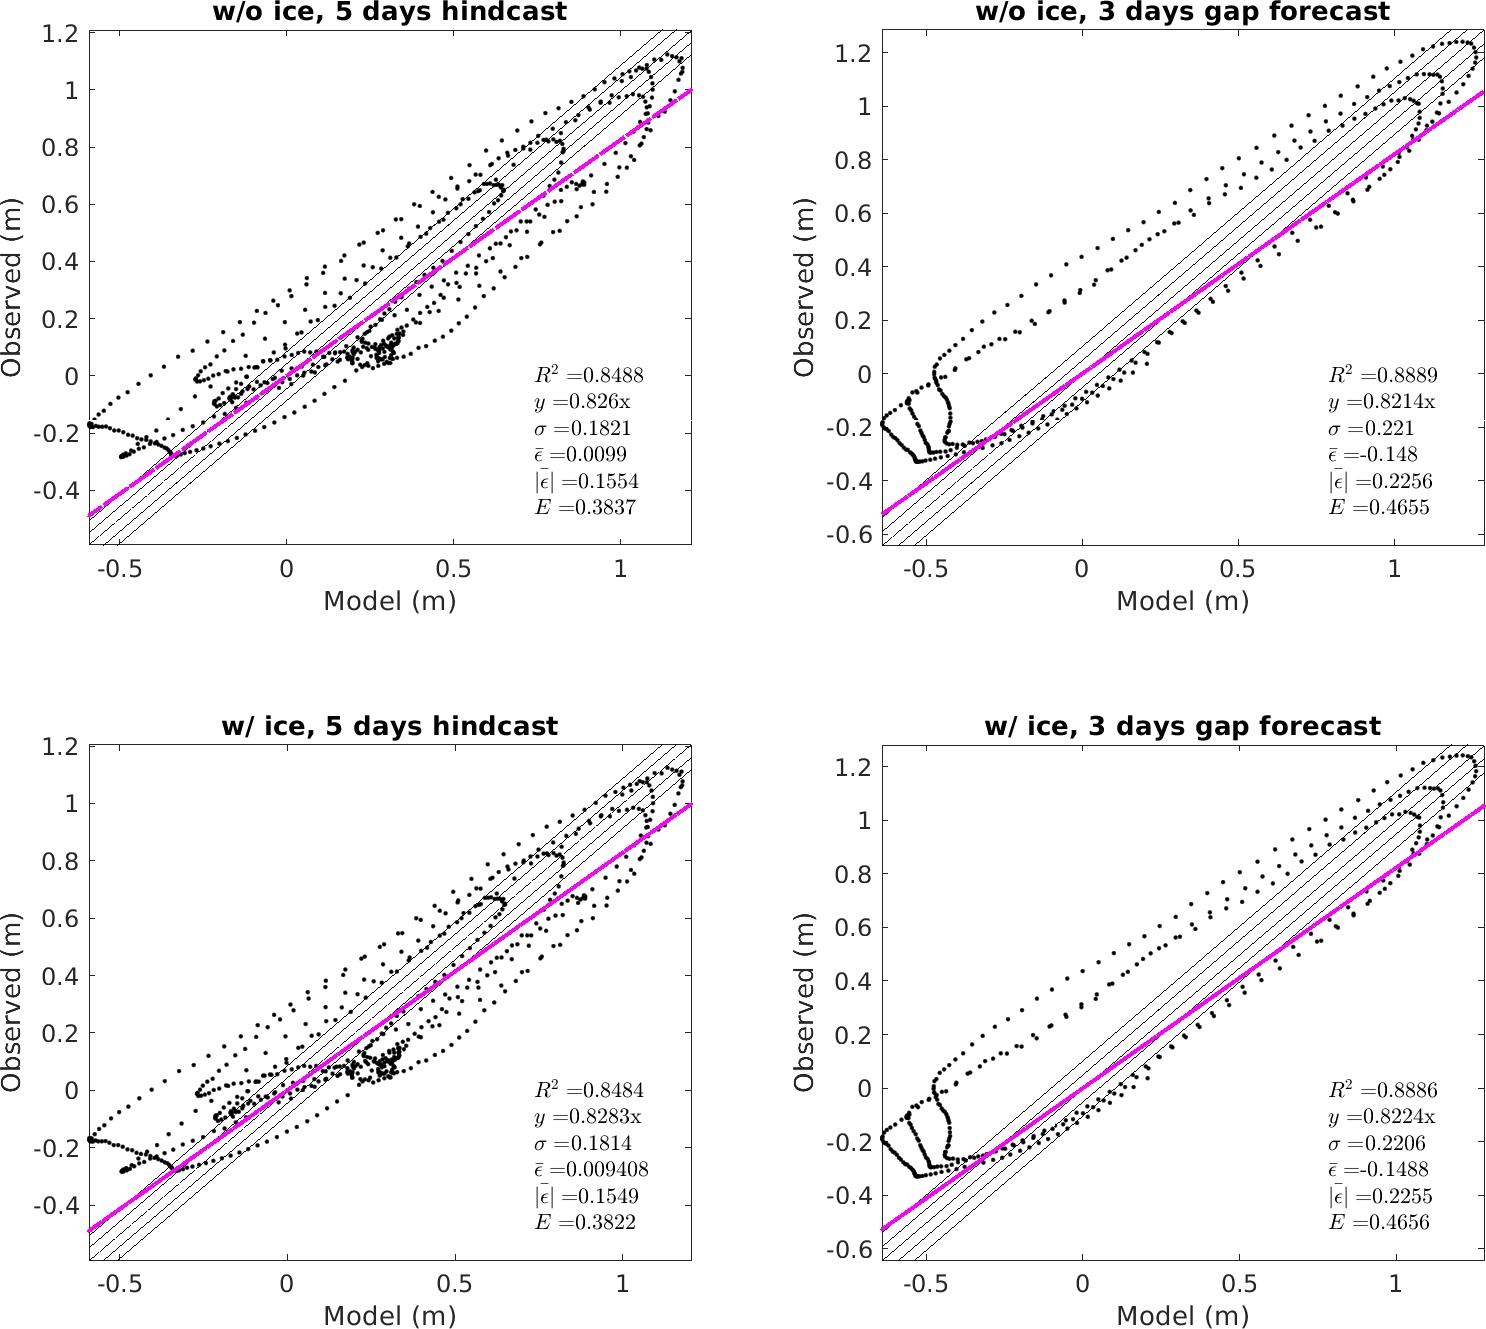 w/o ice, 5 days hindcast
1.2
1
0.8
0.6
0.4
0.2
0
-0.2
-0.4
Observed (m)
R² =0.8488
y =0.826x
σ =0.1821
ε̄ =0.0099
|ε̄| =0.1554
E =0.3837
-0.5 0 0.5 1
Model (m)
w/o ice, 3 days gap forecast
1.2
1
0.8
0.6
0.4
0.2
0
-0.2
-0.4
-0.6
Observed (m)
R² =0.8889
y =0.8214x
σ =0.221
ε̄ =-0.148
|ε̄| =0.2256
E =0.4655
-0.5 0 0.5 1
Model (m)
w/ ice, 5 days hindcast
1.2
1
0.8
0.6
0.4
0.2
0
-0.2
-0.4
Observed (m)
R² =0.8484
y =0.8283x
σ =0.1814
ε̄ =0.009408
|ε̄| =0.1549
E =0.3822
-0.5 0 0.5 1
Model (m)
w/ ice, 3 days gap forecast
1.2
1
0.8
0.6
0.4
0.2
0
-0.2
-0.4
-0.6
Observed (m)
R² =0.8886
y =0.8224x
σ =0.2206
ε̄ =-0.1488
|ε̄| =0.2255
E =0.4656
-0.5 0 0.5 1
Model (m)